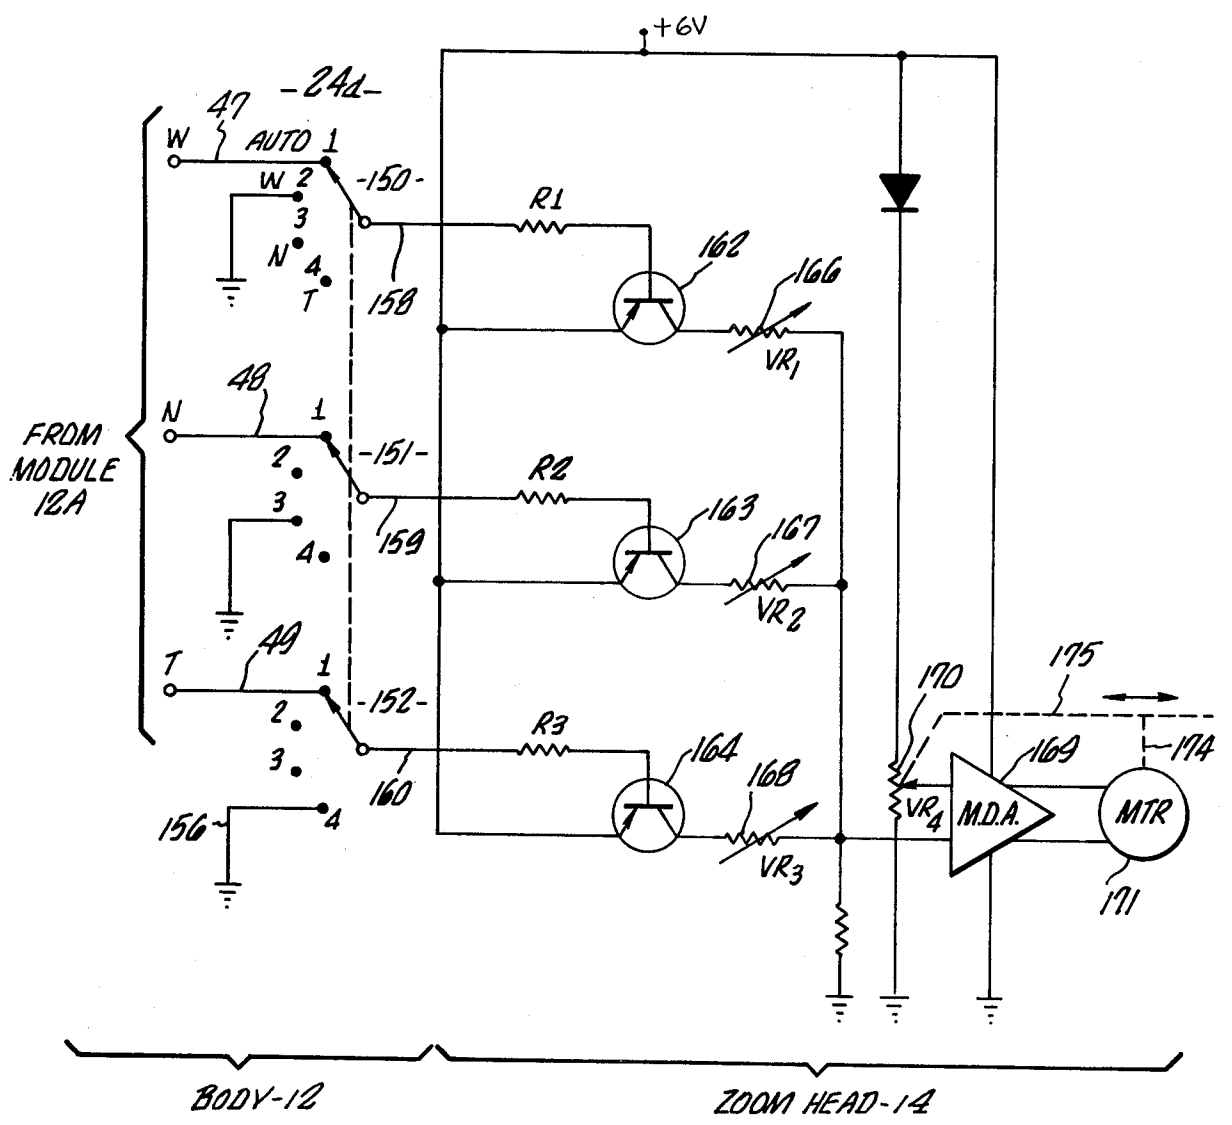 +6V
-24d-
47
W
AUTO 1
W 2
3
N
4
T
-150-
158
R1
162
166
VR1
48
N
1
2
3
4
-151-
159
R2
163
167
VR2
FROM
MODULE
12A
49
T
1
2
3
4
-152-
160
156
R3
164
168
VR3
170
VR4
175
174
169
M.D.A.
MTR
171
BODY-12
ZOOM HEAD-14